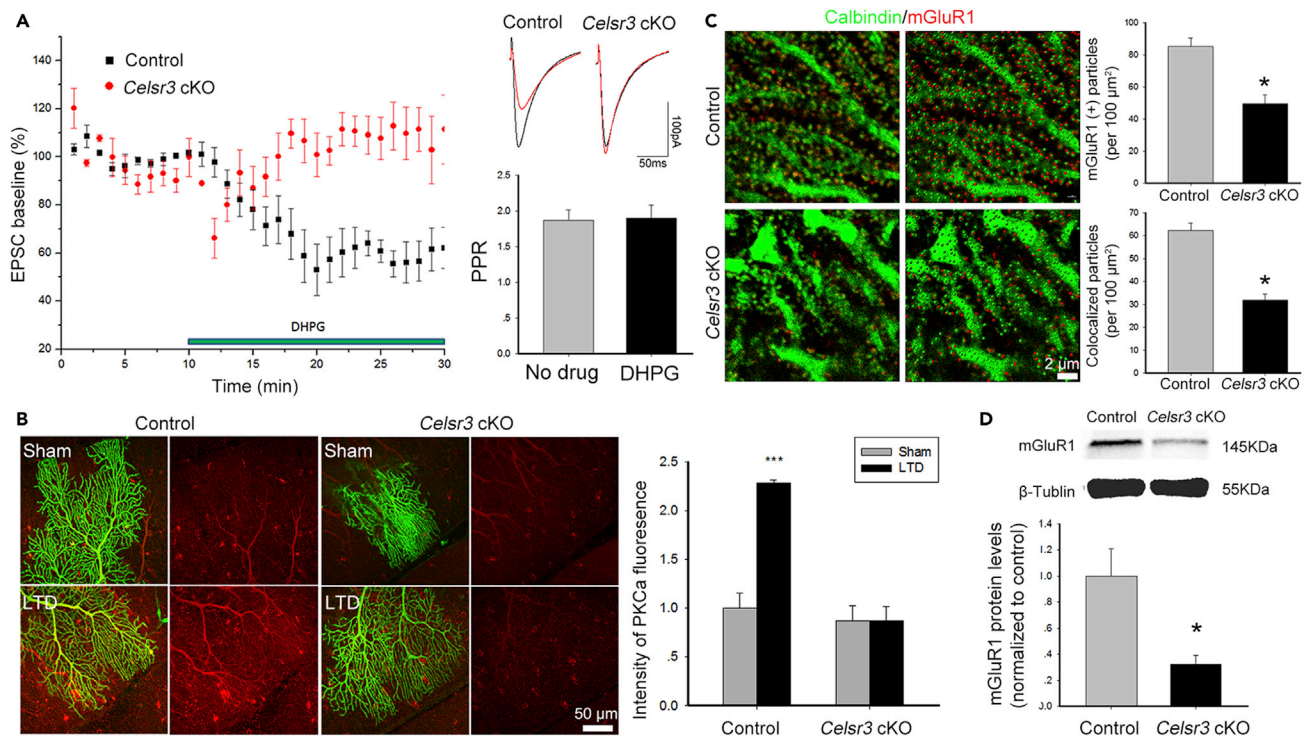 A
Control
Celsr3 cKO
EPSC baseline (%)
140
120
100
80
60
40
20
DHPG
0
5
10
15
20
25
30
Time (min)
Control
Celsr3 cKO
100pA
50ms
PPR
2.5
2.0
1.5
1.0
.5
0.0
No drug
DHPG
C
Calbindin/mGluR1
Control
Celsr3 cKO
2 μm
mGluR1 (+) particles
(per 100 μm²)
100
80
60
40
20
0
*
Control
Celsr3 cKO
Colocalized particles
(per 100 μm²)
70
60
50
40
30
20
10
0
*
Control
Celsr3 cKO
B
Control
Celsr3 cKO
Sham
Sham
LTD
LTD
50 μm
Intensity of PKCa fluoresence
2.5
2.0
1.5
1.0
.5
0.0
***
Sham
LTD
Control
Celsr3 cKO
D
Control
Celsr3 cKO
mGluR1
145KDa
β-Tublin
55KDa
mGluR1 protein levels
(normalized to control)
1.4
1.2
1.0
.8
.6
.4
.2
0.0
*
Control
Celsr3 cKO